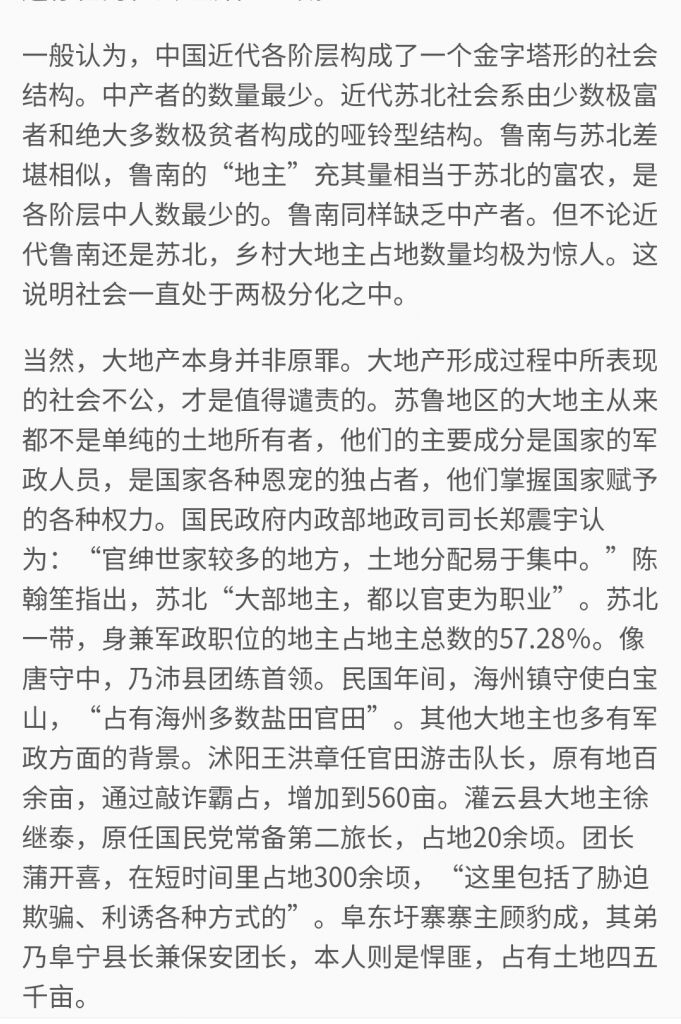 一般认为，中国近代各阶层构成了一个金字塔形的社会
结构。中产者的数量最少。近代苏北社会系由少数极富
者和绝大多数极贫者构成的哑铃型结构。鲁南与苏北差
堪相似，鲁南的“地主”充其量相当于苏北的富农，是
各阶层中人数最少的。鲁南同样缺乏中产者。但不论近
代鲁南还是苏北，乡村大地主占地数量均极为惊人。这
说明社会一直处于两极分化之中。
当然，大地产本身并非原罪。大地产形成过程中所表现
的社会不公，才是值得谴责的。苏鲁地区的大地主从来
都不是单纯的土地所有者，他们的主要成分是国家的军
政人员，是国家各种恩宠的独占者，他们掌握国家赋予
的各种权力。国民政府内政部地政司司长郑震宇认
为：“官绅世家较多的地方，土地分配易于集中。”陈
翰笙指出，苏北“大部地主，都以官吏为职业”。苏北
一带，身兼军政职位的地主占地主总数的57.28%。像
唐守中，乃沛县团练首领。民国年间，海州镇守使白宝
山，“占有海州多数盐田官田”。其他大地主也多有军
政方面的背景。沭阳王洪章任官田游击队长，原有地百
余亩，通过敲诈霸占，增加到560亩。灌云县大地主徐
继泰，原任国民党常备第二旅长，占地20余顷。团长
蒲开喜，在短时间里占地300余顷，“这里包括了胁迫
欺骗、利诱各种方式的”。阜东圩寨寨主顾豹成，其弟
乃阜宁县长兼保安团长，本人则是悍匪，占有土地四五
千亩。